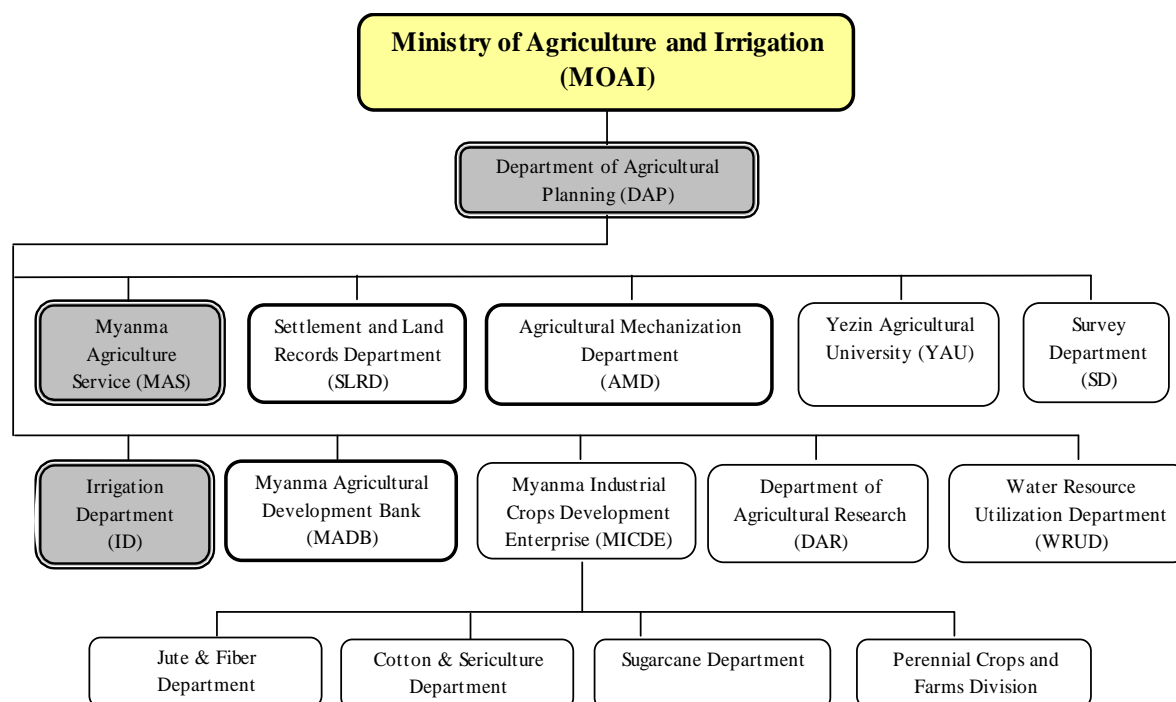 Ministry of Agriculture and Irrigation
(MOAI)
Department of Agricultural
Planning (DAP)
Myanma
Agriculture
Service (MAS)
Settlement and Land
Records Department
(SLRD)
Agricultural Mechanization
Department
(AMD)
Yezin Agricultural
University (YAU)
Survey
Department
(SD)
Irrigation
Department
(ID)
Myanma Agricultural
Development Bank
(MADB)
Myanma Industrial
Crops Development
Enterprise (MICDE)
Department of
Agricultural Research
(DAR)
Water Resource
Utilization Department
(WRUD)
Jute & Fiber
Department
Cotton & Sericulture
Department
Sugarcane Department
Perennial Crops and
Farms Division